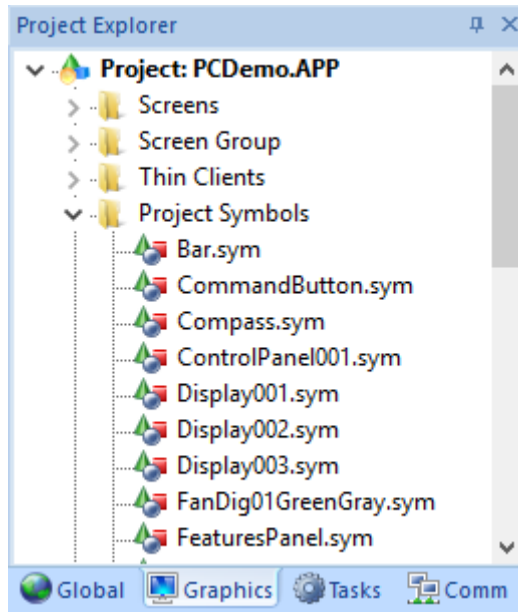 Project Explorer
Project: PCDemo.APP
Screens
Screen Group
Thin Clients
Project Symbols
Bar.sym
CommandButton.sym
Compass.sym
ControlPanel001.sym
Display001.sym
Display002.sym
Display003.sym
FanDig01GreenGray.sym
FeaturesPanel.sym
Global Graphics Tasks Comm